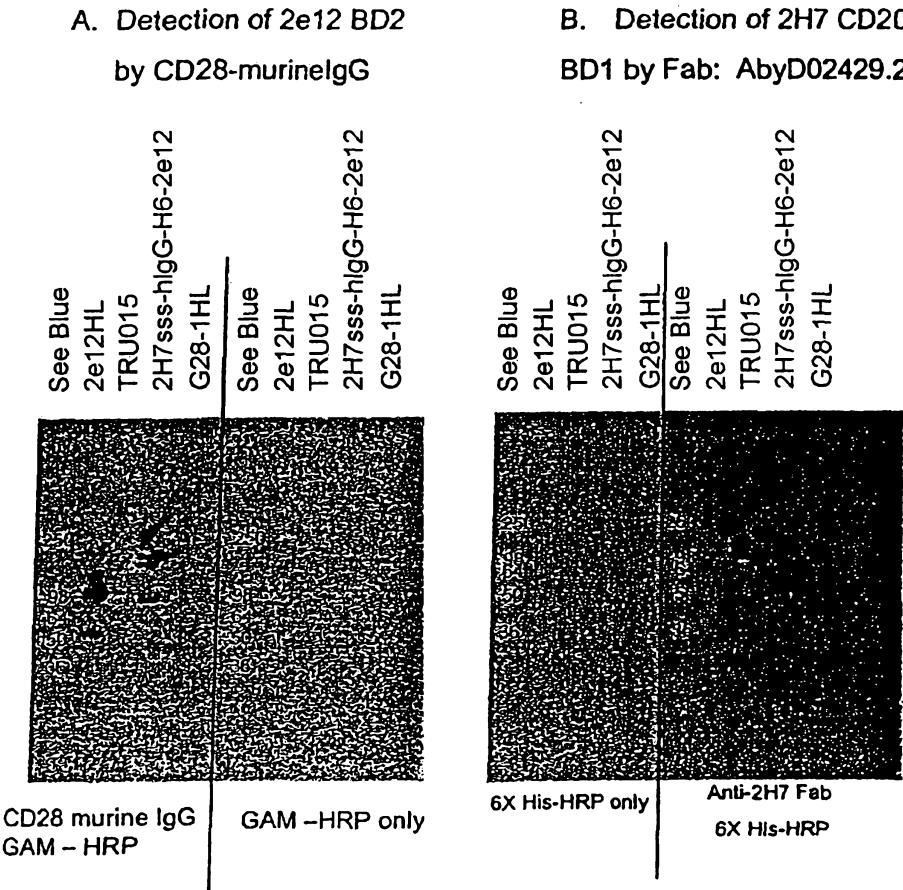 A. Detection of 2e12 BD2
by CD28-murineIgG
B. Detection of 2H7 CD20
BD1 by Fab: AbyD02429.2
See Blue
2e12HL
TRU015
2H7sss-hIgG-H6-2e12
G28-1HL
See Blue
2e12HL
TRU015
2H7sss-hIgG-H6-2e12
G28-1HL
See Blue
2e12HL
TRU015
2H7sss-hIgG-H6-2e12
G28-1HL
See Blue
2e12HL
TRU015
2H7sss-hIgG-H6-2e12
G28-1HL
CD28 murine IgG
GAM – HRP
GAM –HRP only
6X His-HRP only
Anti-2H7 Fab
6X His-HRP